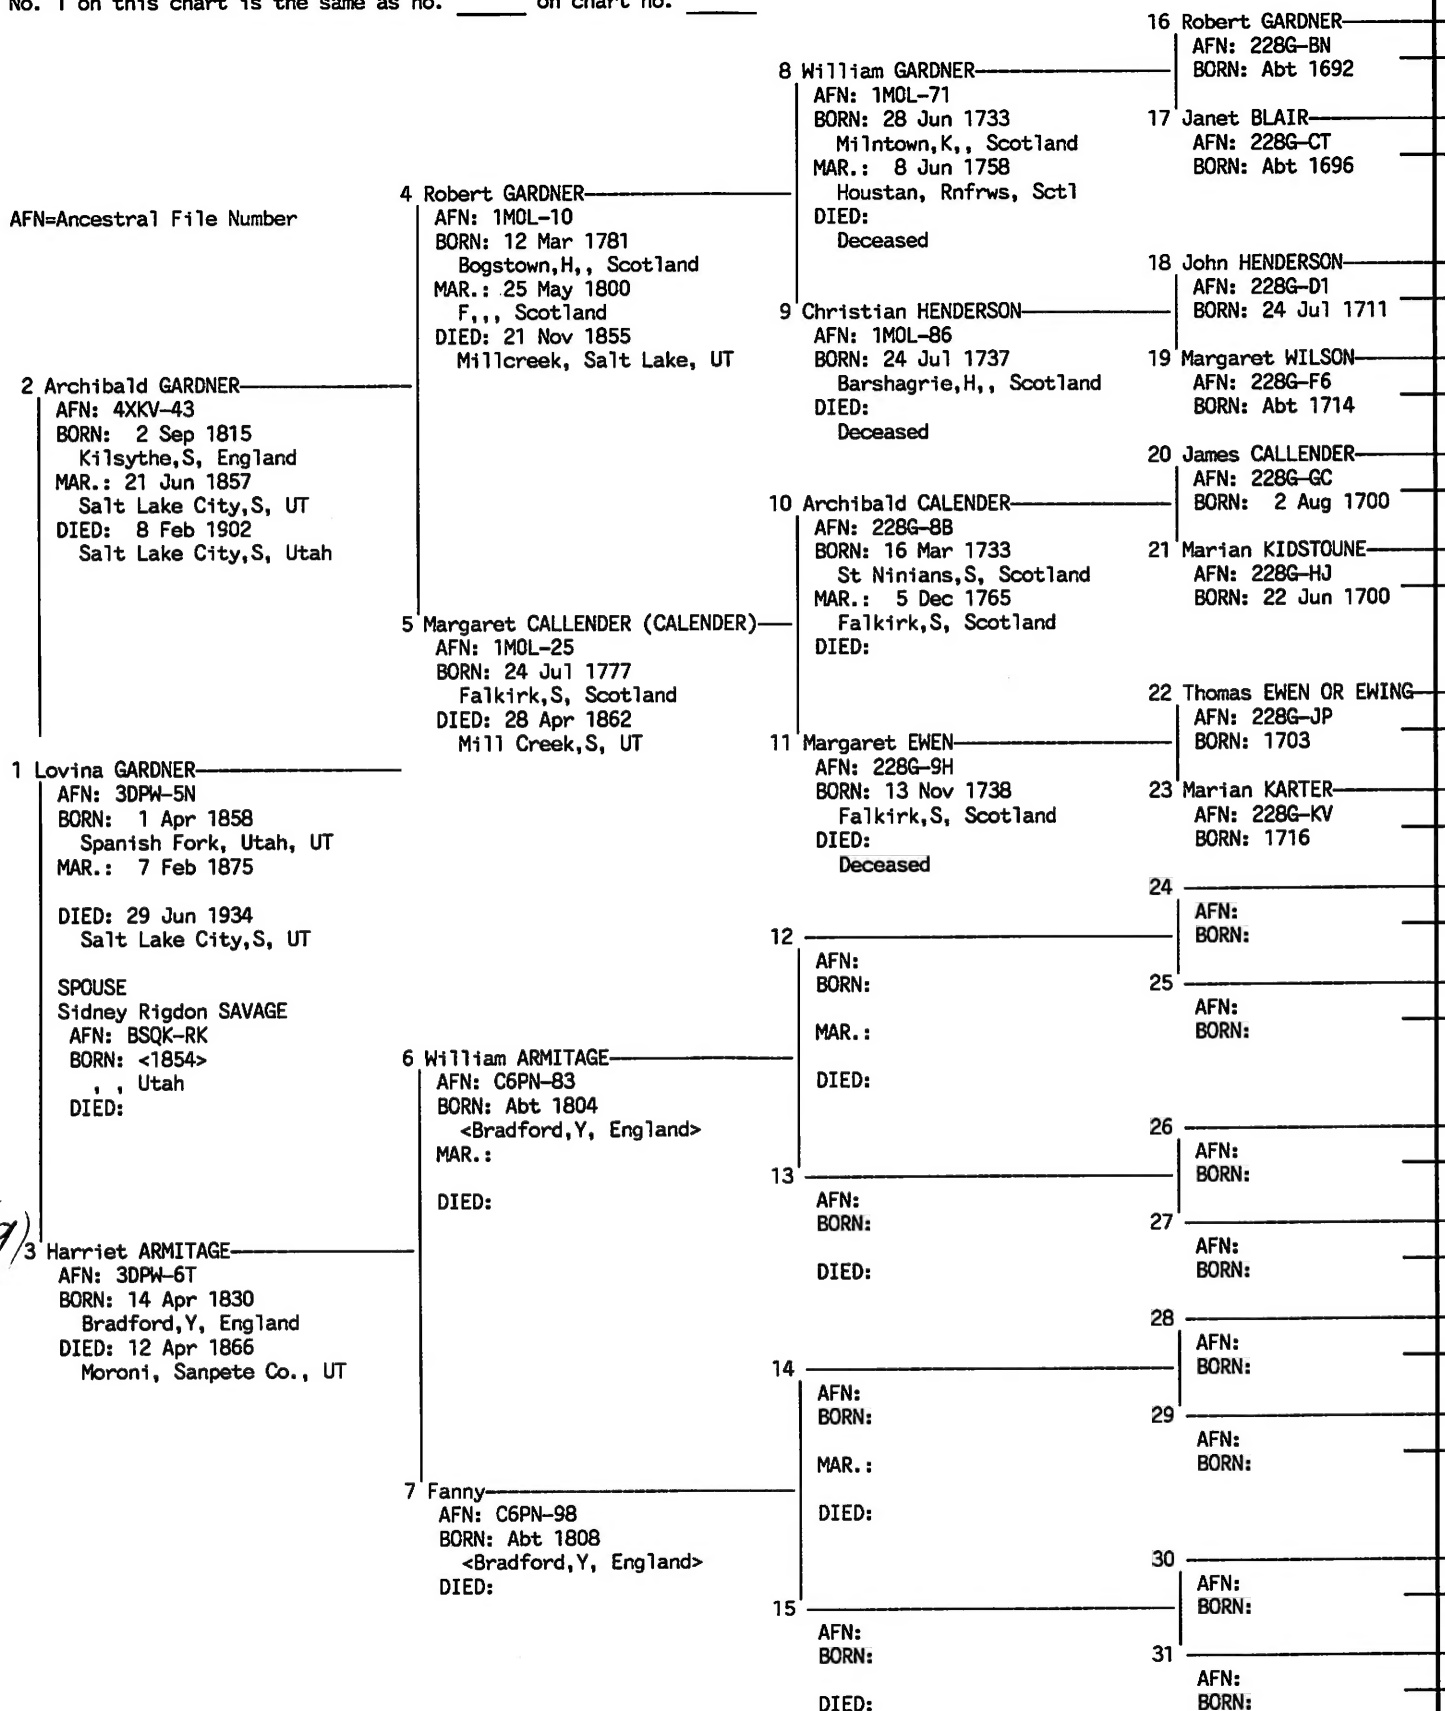 No. 1 on this chart is the same as no. _____ on chart no. _____
AFN=Ancestral File Number
1 Lovina GARDNER
AFN: 3DPW-5N
BORN: 1 Apr 1858
Spanish Fork, Utah, UT
MAR.: 7 Feb 1875
DIED: 29 Jun 1934
Salt Lake City,S, UT
SPOUSE
Sidney Rigdon SAVAGE
AFN: BSQK-RK
BORN: <1854>
, , Utah
DIED:
2 Archibald GARDNER
AFN: 4XKV-43
BORN: 2 Sep 1815
Kilsythe,S, England
MAR.: 21 Jun 1857
Salt Lake City,S, UT
DIED: 8 Feb 1902
Salt Lake City,S, Utah
3 Harriet ARMITAGE
AFN: 3DPW-6T
BORN: 14 Apr 1830
Bradford,Y, England
DIED: 12 Apr 1866
Moroni, Sanpete Co., UT
4 Robert GARDNER
AFN: 1MOL-10
BORN: 12 Mar 1781
Bogstown,H,, Scotland
MAR.: 25 May 1800
F,,, Scotland
DIED: 21 Nov 1855
Millcreek, Salt Lake, UT
5 Margaret CALLENDER (CALENDER)
AFN: 1MOL-25
BORN: 24 Jul 1777
Falkirk,S, Scotland
DIED: 28 Apr 1862
Mill Creek,S, UT
6 William ARMITAGE
AFN: C6PN-83
BORN: Abt 1804
<Bradford,Y, England>
MAR.:
DIED:
7 Fanny
AFN: C6PN-98
BORN: Abt 1808
<Bradford,Y, England>
DIED:
8 William GARDNER
AFN: 1MOL-71
BORN: 28 Jun 1733
Milntown,K,, Scotland
MAR.: 8 Jun 1758
Houstan, Rnfrws, Sctl
DIED:
Deceased
9 Christian HENDERSON
AFN: 1MOL-86
BORN: 24 Jul 1737
Barshagrie,H,, Scotland
DIED:
Deceased
10 Archibald CALENDER
AFN: 228G-8B
BORN: 16 Mar 1733
St Ninians,S, Scotland
MAR.: 5 Dec 1765
Falkirk,S, Scotland
DIED:
11 Margaret EWEN
AFN: 228G-9H
BORN: 13 Nov 1738
Falkirk,S, Scotland
DIED:
Deceased
12
AFN:
BORN:
MAR.:
DIED:
13
AFN:
BORN:
DIED:
14
AFN:
BORN:
MAR.:
DIED:
15
AFN:
BORN:
DIED:
16 Robert GARDNER
AFN: 228G-BN
BORN: Abt 1692
17 Janet BLAIR
AFN: 228G-CT
BORN: Abt 1696
18 John HENDERSON
AFN: 228G-D1
BORN: 24 Jul 1711
19 Margaret WILSON
AFN: 228G-F6
BORN: Abt 1714
20 James CALLENDER
AFN: 228G-GC
BORN: 2 Aug 1700
21 Marian KIDSTOUNE
AFN: 228G-HJ
BORN: 22 Jun 1700
22 Thomas EWEN OR EWING
AFN: 228G-JP
BORN: 1703
23 Marian KARTER
AFN: 228G-KV
BORN: 1716
24
AFN:
BORN:
25
AFN:
BORN:
26
AFN:
BORN:
27
AFN:
BORN:
28
AFN:
BORN:
29
AFN:
BORN:
30
AFN:
BORN:
31
AFN:
BORN: